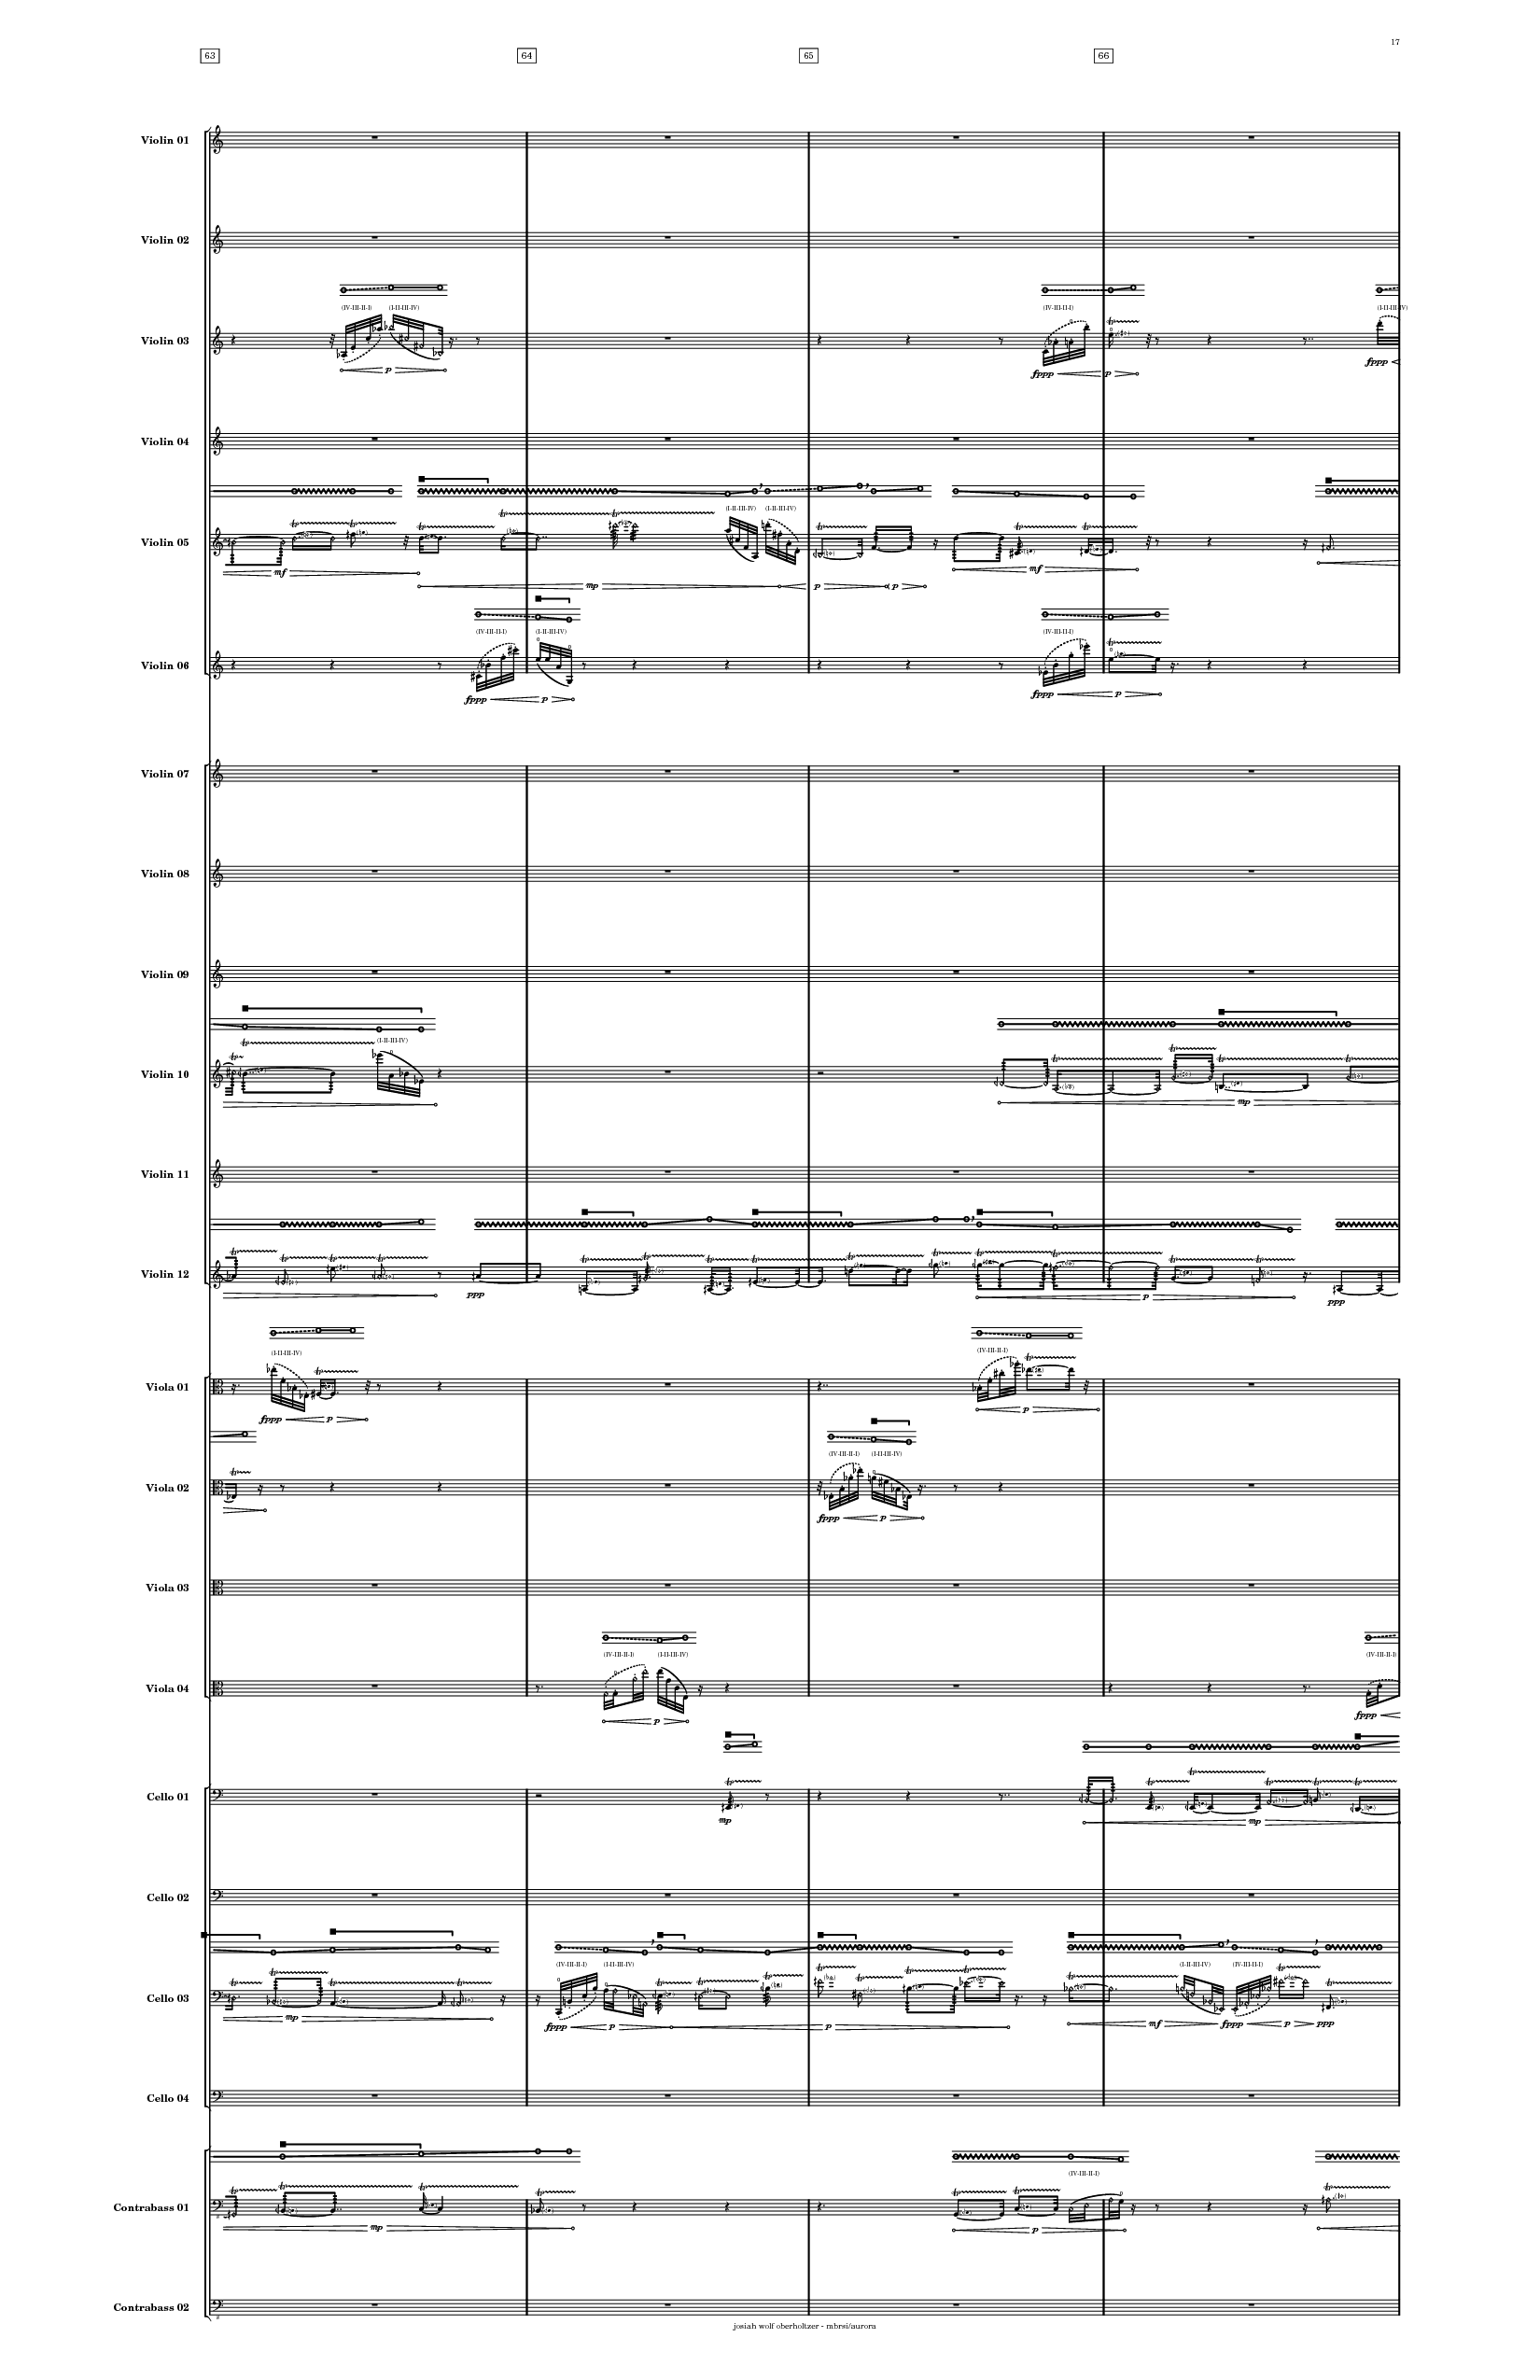 17
63 64 65 66
Violin 01
Violin 02
(IV-III-II-I) (I-II-III-IV) (IV-III-II-I) (I-II-III-IV)
Violin 03
p fppp p fppp
Violin 04
(I-II-III-IV) (I-II-III-IV)
Violin 05
mf mp p p mf
(IV-III-II-I) (I-II-III-IV) (IV-III-II-I)
Violin 06
fppp p fppp p
Violin 07
Violin 08
Violin 09
(I-II-III-IV)
Violin 10
mp
Violin 11
Violin 12
ppp p ppp
(I-II-III-IV) (IV-III-II-I)
Viola 01
fppp p p
(IV-III-II-I) (I-II-III-IV)
Viola 02
fppp p
Viola 03
(IV-III-II-I) (I-II-III-IV) (IV-III-II-I)
Viola 04
p fppp
Cello 01
mp mp
Cello 02
(IV-III-II-I) (I-II-III-IV) (I-II-III-IV) (IV-III-II-I)
Cello 03
mp fppp p p mf fppp p ppp
Cello 04
(IV-III-II-I)
Contrabass 01
mp p
Contrabass 02
josiah wolf oberholtzer - mbrsi/aurora